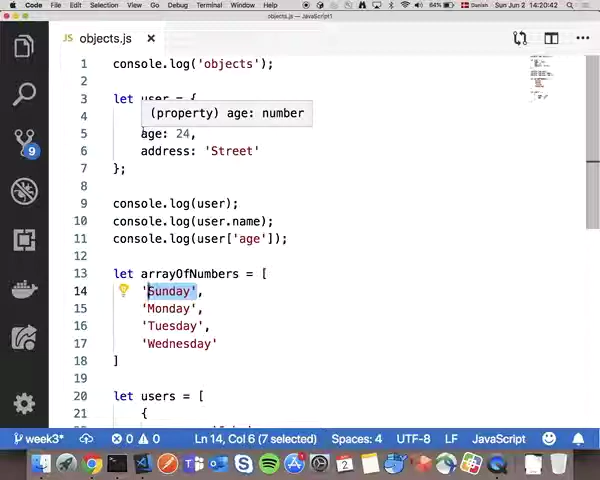 Code File Edit Selection View Go Debug Terminal Window Help 64% Danish Sun Jun 2 14:20:42
objects.js — JavaScript1
JS objects.js ×
1 console.log('objects');
2
3 let user = {
4 (property) age: number
5 age: 24,
6 address: 'Street'
7 };
8
9 console.log(user);
10 console.log(user.name);
11 console.log(user['age']);
12
13 let arrayOfNumbers = [
14 'Sunday',
15 'Monday',
16 'Tuesday',
17 'Wednesday'
18 ]
19
20 let users = [
21 {
9
week3* 0 0 Ln 14, Col 6 (7 selected) Spaces: 4 UTF-8 LF JavaScript
2